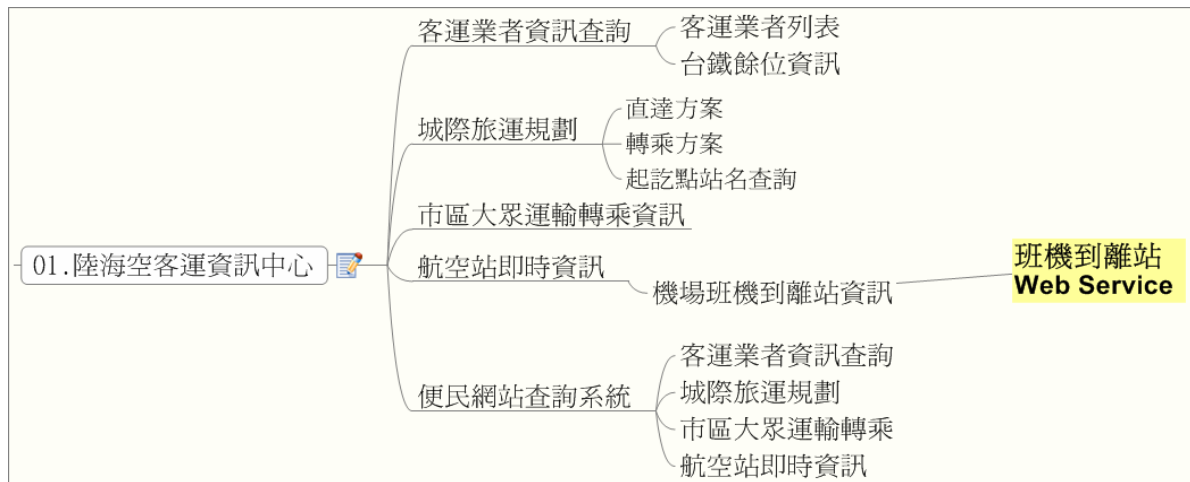 01.陸海空客運資訊中心
客運業者資訊查詢
客運業者列表
台鐵餘位資訊
城際旅運規劃
直達方案
轉乘方案
起訖點站名查詢
市區大眾運輸轉乘資訊
航空站即時資訊
機場班機到離站資訊
班機到離站
Web Service
便民網站查詢系統
客運業者資訊查詢
城際旅運規劃
市區大眾運輸轉乘
航空站即時資訊